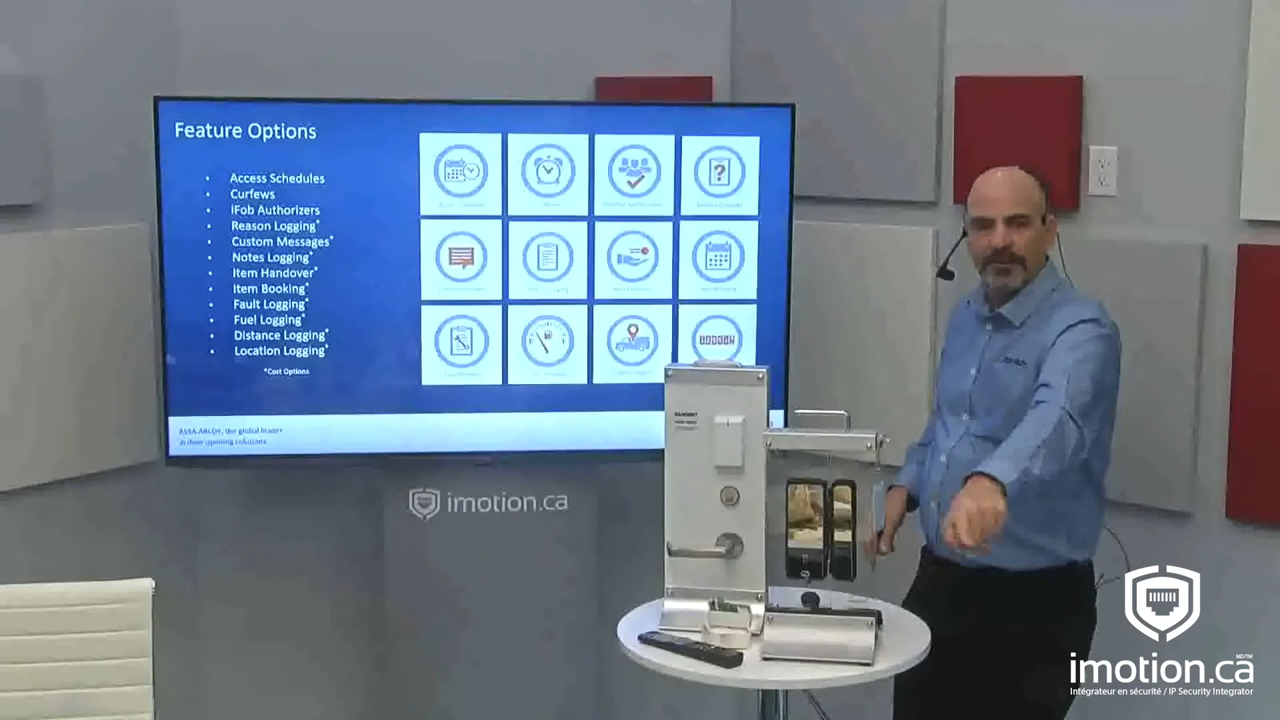 Feature Options
• Access Schedules
• Curfews
• iFob Authorizers
• Reason Logging*
• Custom Messages*
• Notes Logging*
• Item Handover*
• Item Booking*
• Fault Logging*
• Fuel Logging*
• Distance Logging*
• Location Logging*
*Cost Options
ASSA ABLOY, the global leader
in door opening solutions
imotion.ca
imotion.ca MD/TM
Intégrateur en sécurité / IP Security Integrator